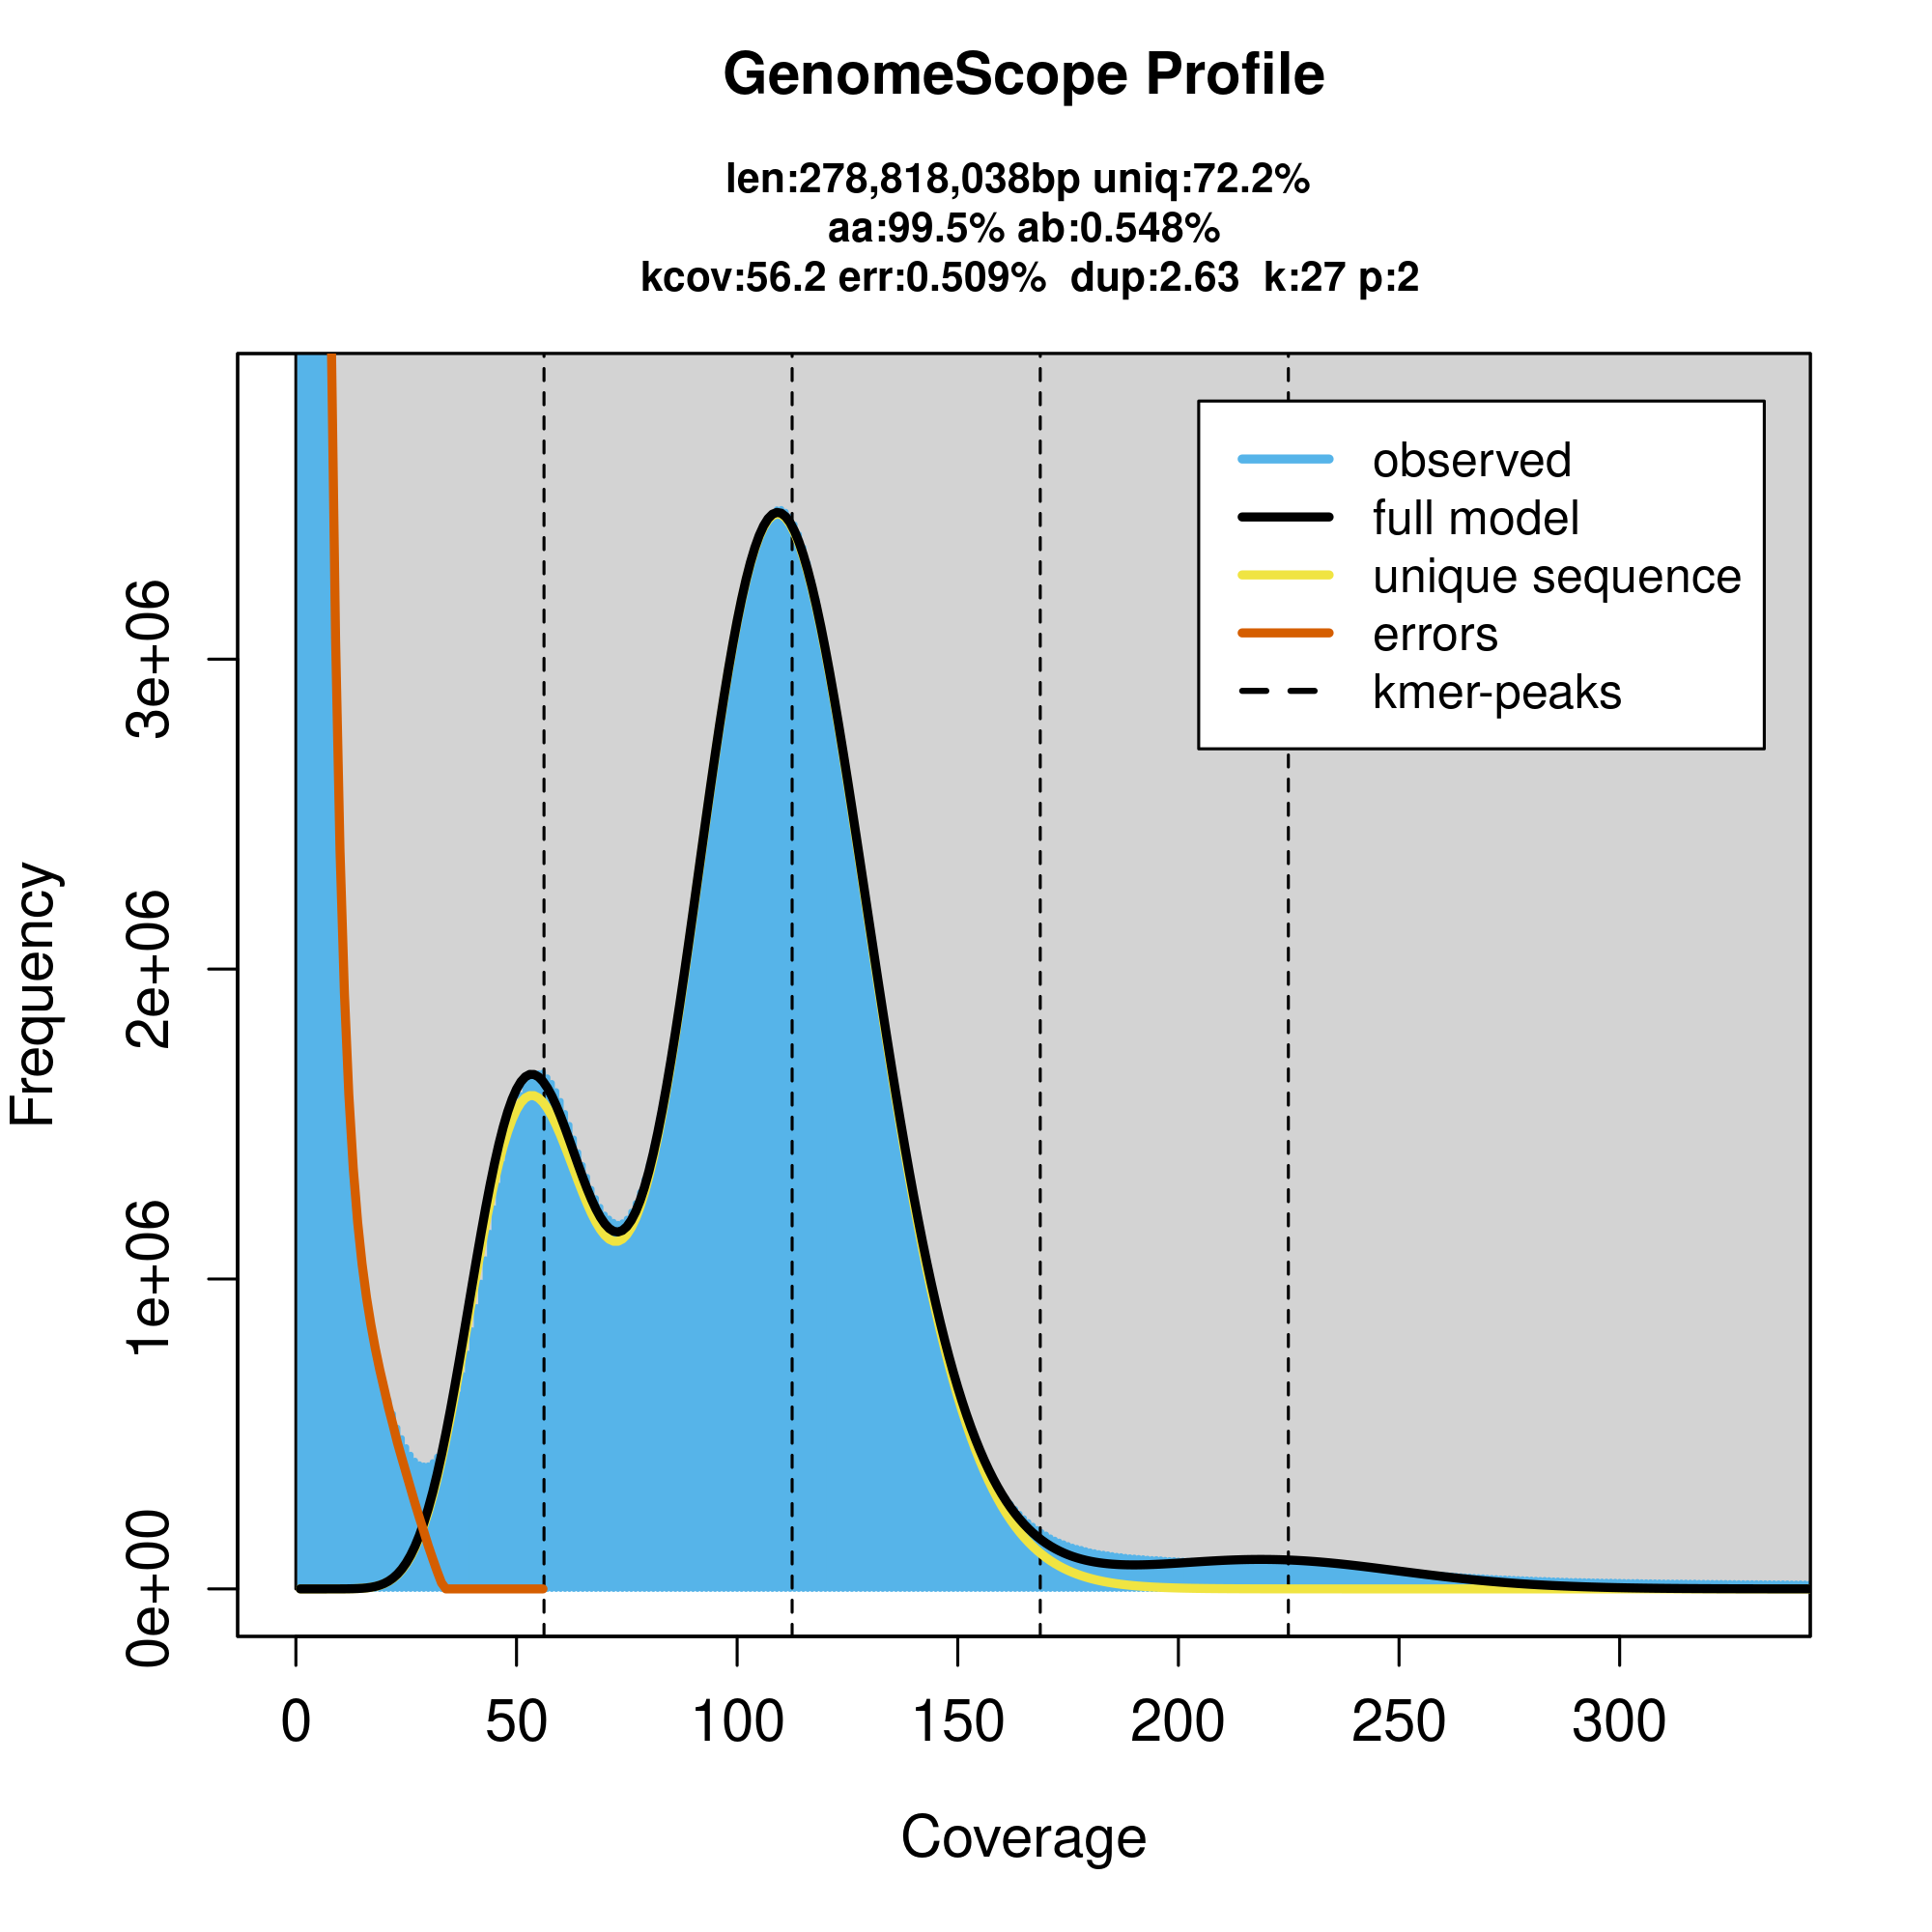 GenomeScope Profile
len:278,818,038bp uniq:72.2%
aa:99.5% ab:0.548%
kcov:56.2 err:0.509% dup:2.63 k:27 p:2
observed
full model
unique sequence
errors
kmer-peaks
Frequency
3e+06
2e+06
1e+06
0e+00
0 50 100 150 200 250 300
Coverage